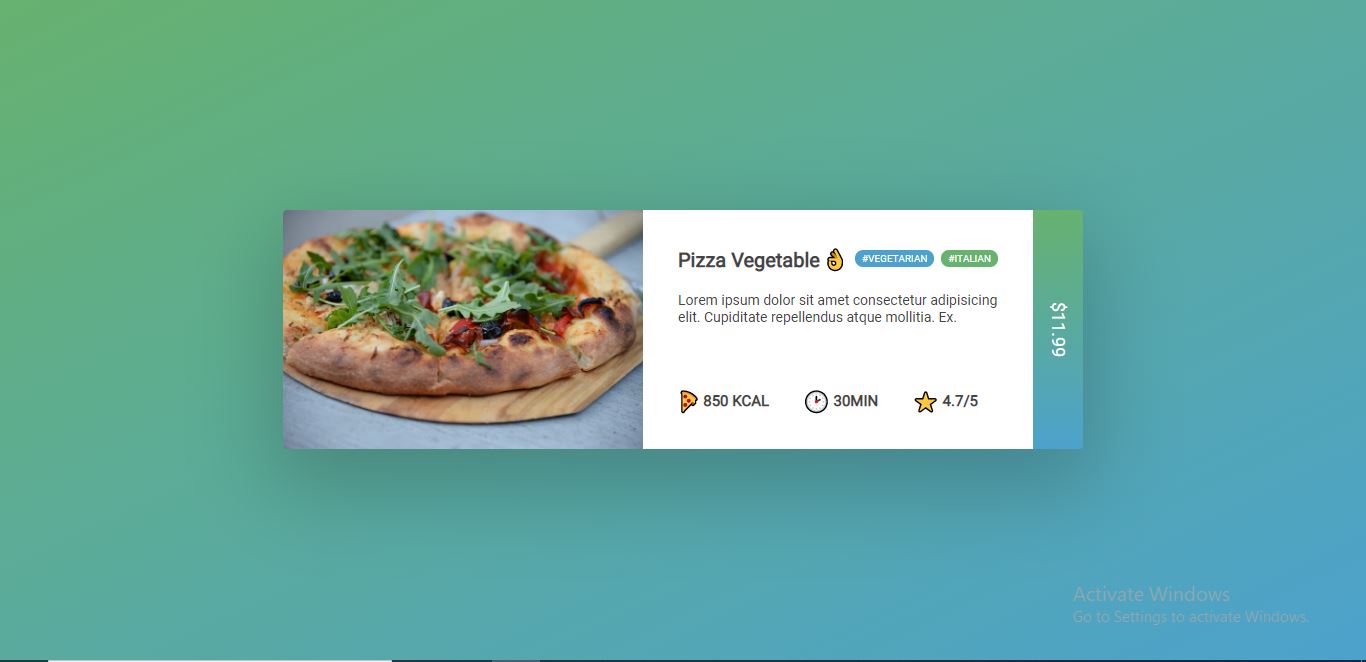 Pizza Vegetable 👌 #VEGETARIAN #ITALIAN
Lorem ipsum dolor sit amet consectetur adipisicing
elit. Cupiditate repellendus atque mollitia. Ex.
850 KCAL 30MIN 4.7/5
$11.99
Activate Windows
Go to Settings to activate Windows.